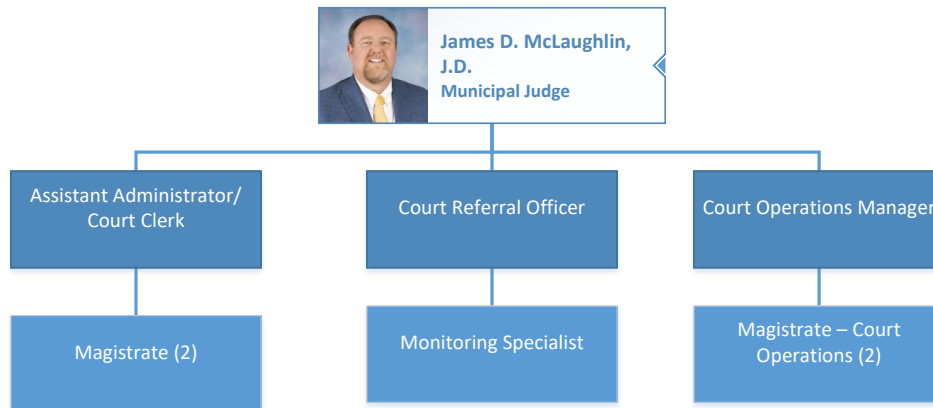 James D. McLaughlin,
J.D.
Municipal Judge
Assistant Administrator/
Court Clerk
Court Referral Officer
Court Operations Manager
Magistrate (2)
Monitoring Specialist
Magistrate – Court
Operations (2)